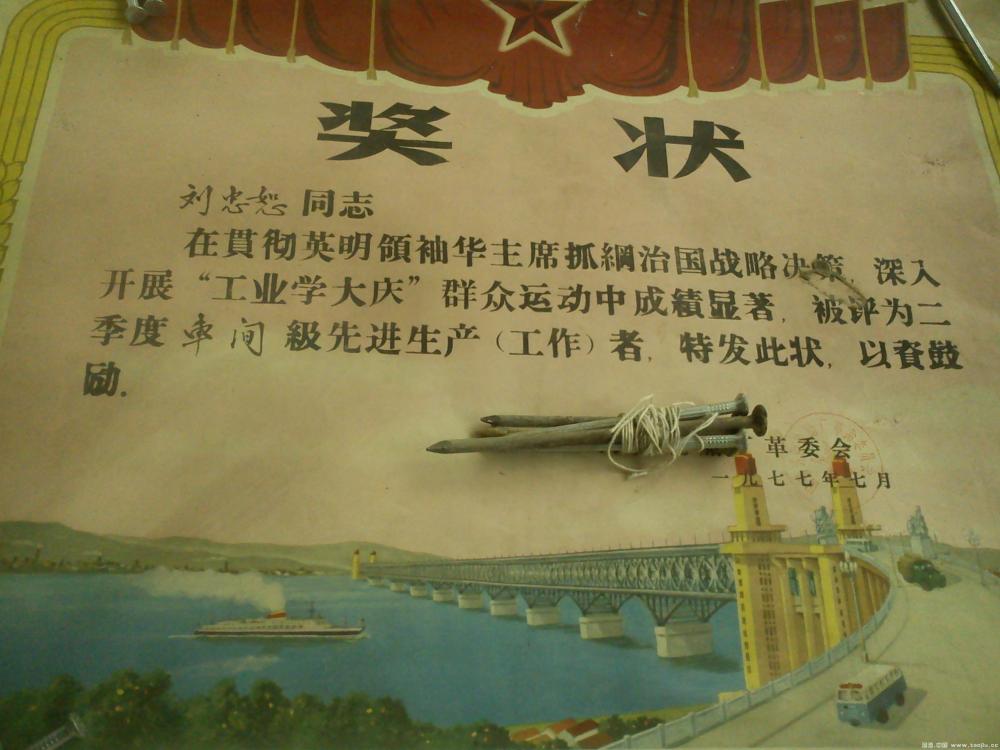 奖 状
刘忠恕 同志
在貫彻英明領袖华主席抓綱治国战略决策，深入
开展“工业学大庆”群众运动中成績显著，被评为二
季度 車间 級先进生产（工作）者，特发此状，以資鼓
励.
革委会
一九七七年七月
www.taojiu.cc